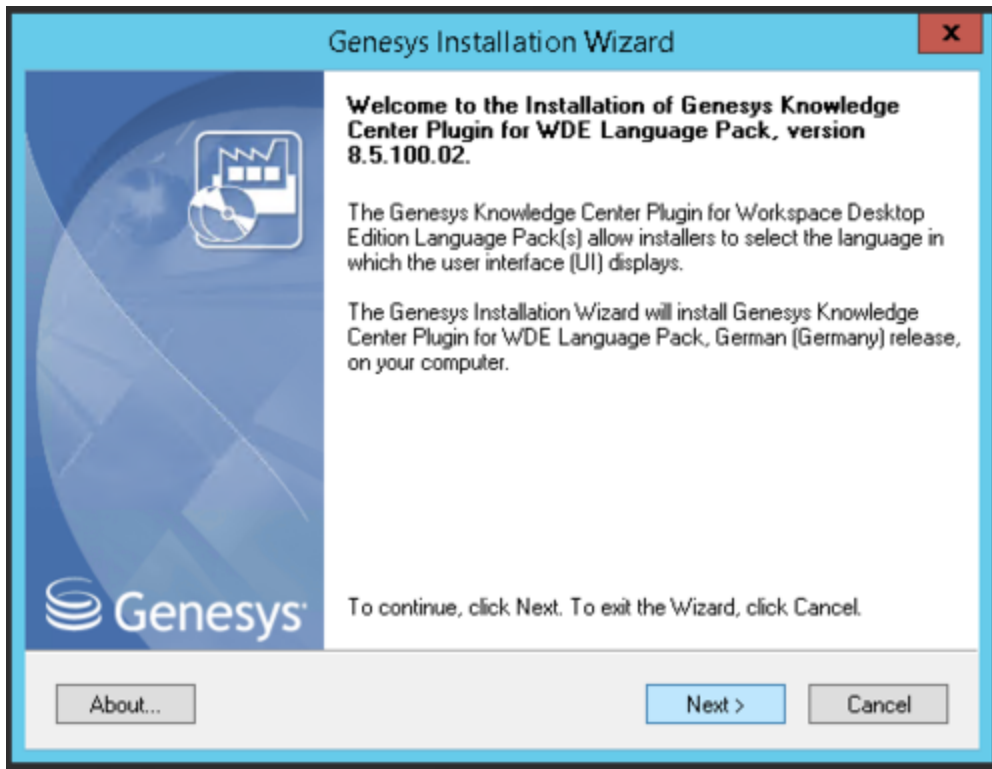 Genesys Installation Wizard
x
Welcome to the Installation of Genesys Knowledge
Center Plugin for WDE Language Pack, version
8.5.100.02.
The Genesys Knowledge Center Plugin for Workspace Desktop
Edition Language Pack(s) allow installers to select the language in
which the user interface (UI) displays.
The Genesys Installation Wizard will install Genesys Knowledge
Center Plugin for WDE Language Pack, German (Germany) release,
on your computer.
Genesys
To continue, click Next. To exit the Wizard, click Cancel.
About...
Next >
Cancel